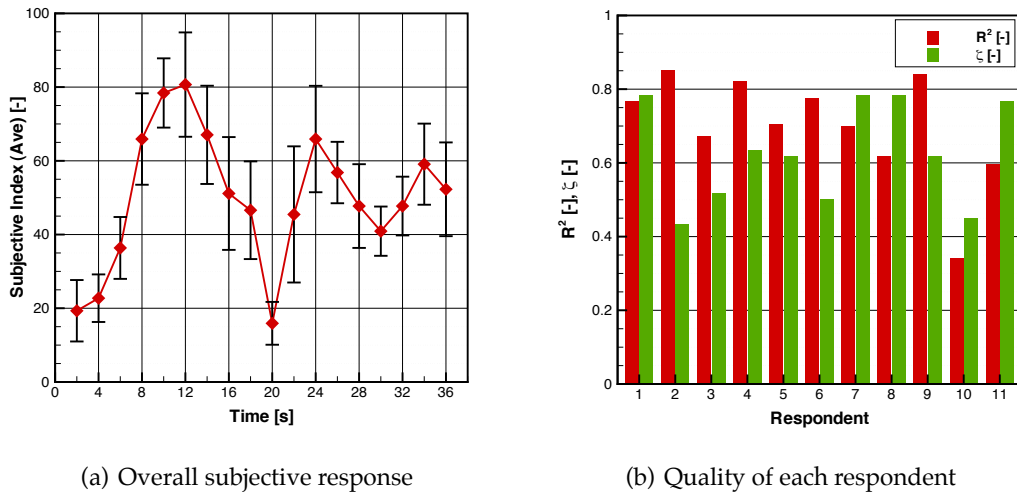 100
80
60
40
20
0
Subjective Index (Ave) [-]
0 4 8 12 16 20 24 28 32 36
Time [s]
(a) Overall subjective response
1
0.8
0.6
0.4
0.2
0
R² [-], ζ [-]
R² [-]
ζ [-]
1 2 3 4 5 6 7 8 9 10 11
Respondent
(b) Quality of each respondent